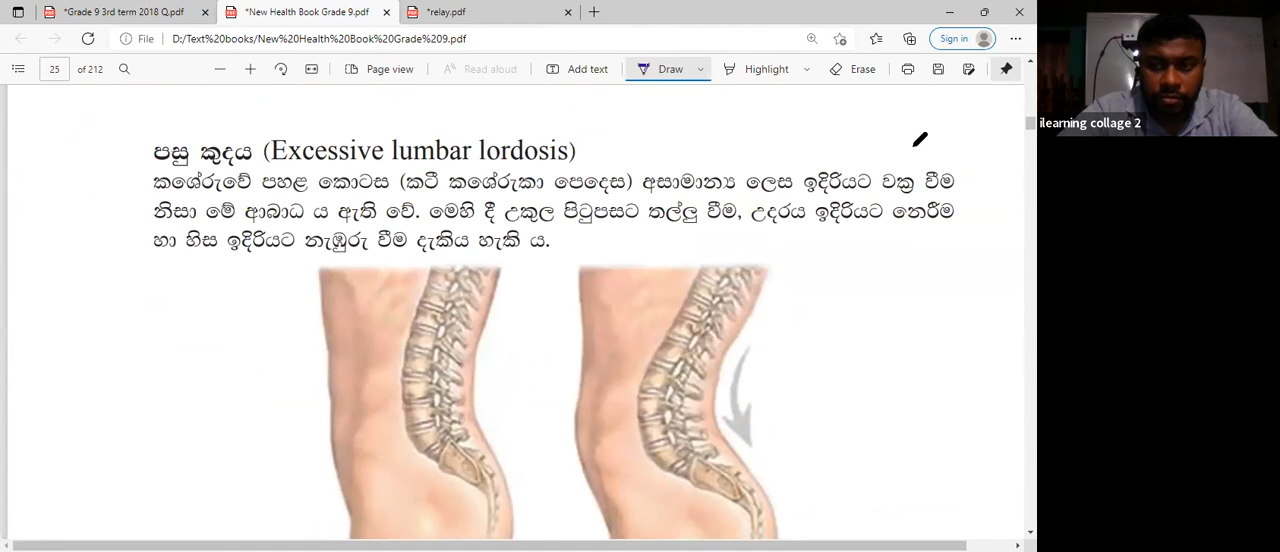 *Grade 9 3rd term 2018 Q.pdf
*New Health Book Grade 9.pdf
*relay.pdf
File
D:/Text%20books/New%20Health%20Book%20Grade%209.pdf
Sign in
25 of 212
Page view
Read aloud
Add text
Draw
Highlight
Erase
ilearning collage 2
පසු කුදය (Excessive lumbar lordosis)
කශේරුවේ පහළ කොටස (කටි කශේරුකා පෙදෙස) අසාමාන්‍ය ලෙස ඉදිරියට වක්‍ර වීම
නිසා මේ ආබාධ ය ඇති වේ. මෙහි දී උකුල පිටුපසට තල්ලු වීම, උදරය ඉදිරියට නෙරීම
හා හිස ඉදිරියට නැඹුරු වීම දැකිය හැකි ය.